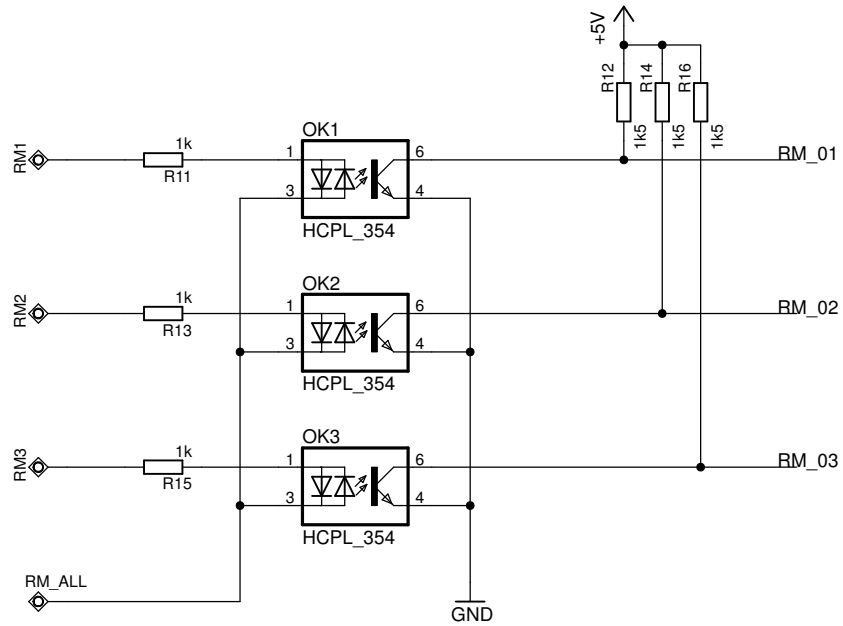 +5V
R12
R14
R16
1k5
1k5
1k5
OK1
RM1
1k
R11
1
6
3
4
RM_01
HCPL_354
OK2
RM2
1k
R13
1
6
3
4
RM_02
HCPL_354
OK3
RM3
1k
R15
1
6
3
4
RM_03
HCPL_354
RM_ALL
GND